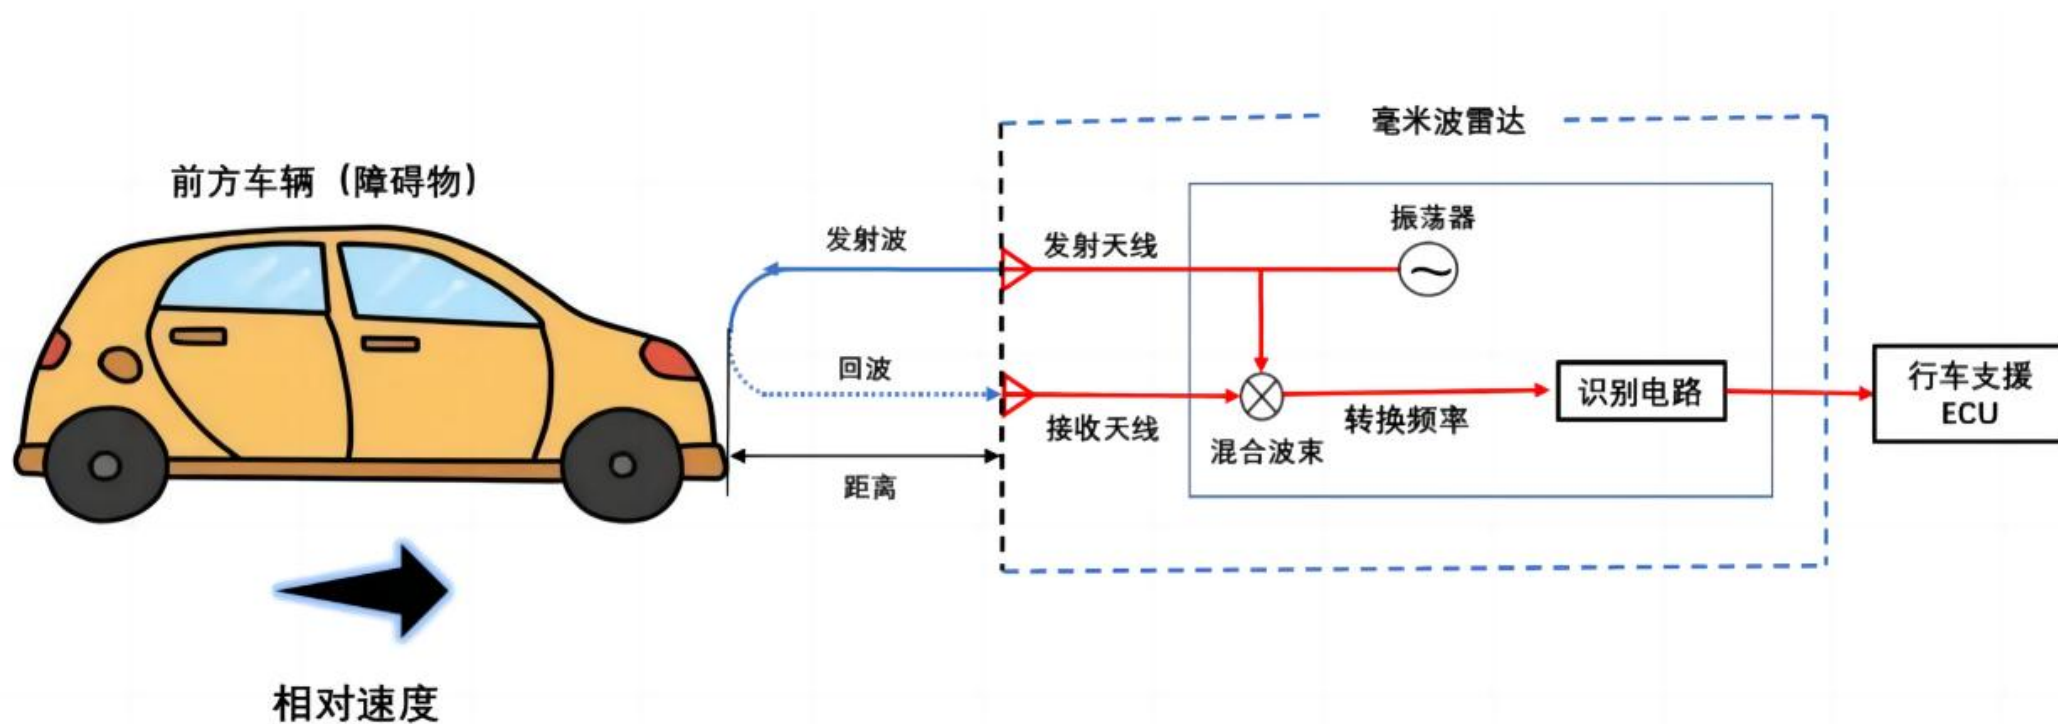 毫米波雷达
前方车辆（障碍物）
振荡器
发射波
发射天线
回波
行车支援
ECU
识别电路
接收天线
转换频率
混合波束
距离
相对速度